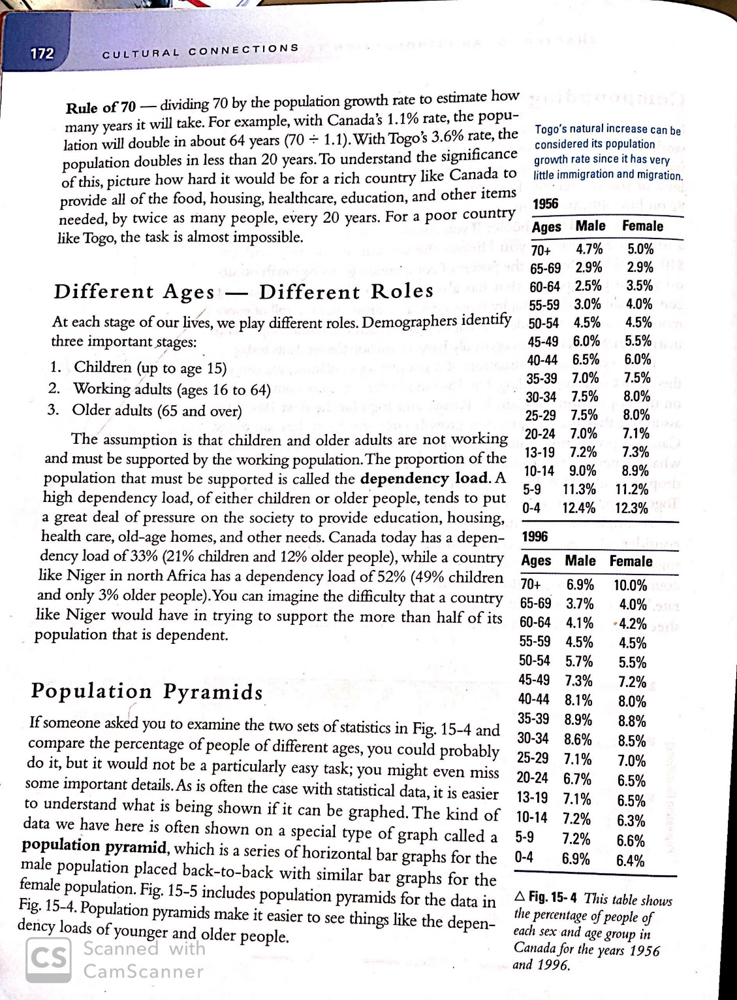 172
CULTURAL CONNECTIONS
Rule of 70 — dividing 70 by the population growth rate to estimate how
many years it will take. For example, with Canada's 1.1% rate, the popu-
lation will double in about 64 years (70 ÷ 1.1). With Togo's 3.6% rate, the
population doubles in less than 20 years. To understand the significance
of this, picture how hard it would be for a rich country like Canada to
provide all of the food, housing, healthcare, education, and other items
needed, by twice as many people, every 20 years. For a poor country
like Togo, the task is almost impossible.
Different Ages — Different Roles
At each stage of our lives, we play different roles. Demographers identify
three important stages:
1. Children (up to age 15)
2. Working adults (ages 16 to 64)
3. Older adults (65 and over)
The assumption is that children and older adults are not working
and must be supported by the working population. The proportion of the
population that must be supported is called the dependency load. A
high dependency load, of either children or older people, tends to put
a great deal of pressure on the society to provide education, housing,
health care, old-age homes, and other needs. Canada today has a depen-
dency load of 33% (21% children and 12% older people), while a country
like Niger in north Africa has a dependency load of 52% (49% children
and only 3% older people). You can imagine the difficulty that a country
like Niger would have in trying to support the more than half of its
population that is dependent.
Population Pyramids
If someone asked you to examine the two sets of statistics in Fig. 15-4 and
compare the percentage of people of different ages, you could probably
do it, but it would not be a particularly easy task; you might even miss
some important details. As is often the case with statistical data, it is easier
to understand what is being shown if it can be graphed. The kind of
data we have here is often shown on a special type of graph called a
population pyramid, which is a series of horizontal bar graphs for the
male population placed back-to-back with similar bar graphs for the
female population. Fig. 15-5 includes population pyramids for the data in
Fig. 15-4. Population pyramids make it easier to see things like the depen-
dency loads of younger and older people.
Togo's natural increase can be
considered its population
growth rate since it has very
little immigration and migration.
1956
Ages Male Female
70+ 4.7% 5.0%
65-69 2.9% 2.9%
60-64 2.5% 3.5%
55-59 3.0% 4.0%
50-54 4.5% 4.5%
45-49 6.0% 5.5%
40-44 6.5% 6.0%
35-39 7.0% 7.5%
30-34 7.5% 8.0%
25-29 7.5% 8.0%
20-24 7.0% 7.1%
13-19 7.2% 7.3%
10-14 9.0% 8.9%
5-9 11.3% 11.2%
0-4 12.4% 12.3%
1996
Ages Male Female
70+ 6.9% 10.0%
65-69 3.7% 4.0%
60-64 4.1% 4.2%
55-59 4.5% 4.5%
50-54 5.7% 5.5%
45-49 7.3% 7.2%
40-44 8.1% 8.0%
35-39 8.9% 8.8%
30-34 8.6% 8.5%
25-29 7.1% 7.0%
20-24 6.7% 6.5%
13-19 7.1% 6.5%
10-14 7.2% 6.3%
5-9 7.2% 6.6%
0-4 6.9% 6.4%
△ Fig. 15-4 This table shows
the percentage of people of
each sex and age group in
Canada for the years 1956
and 1996.
CS
Scanned with
CamScanner